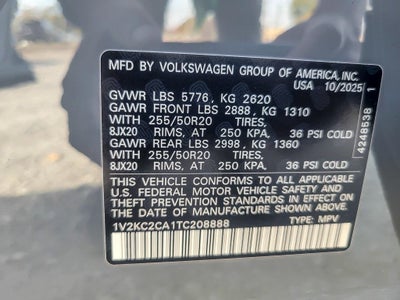 MFD BY VOLKSWAGEN GROUP OF AMERICA, INC.
USA 10/2025
GVWR LBS 5776, KG 2620
GAWR FRONT LBS 2888, KG 1310
WITH 255/50R20 TIRES,
8JX20 RIMS, AT 250 KPA, 36 PSI COLD
GAWR REAR LBS 2998, KG 1360
WITH 255/50R20 TIRES,
8JX20 RIMS, AT 250 KPA, 36 PSI COLD
THIS VEHICLE CONFORMS TO ALL APPLICABLE
U.S. FEDERAL MOTOR VEHICLE SAFETY AND
THEFT PREVENTION STANDARDS IN EFFECT ON
THE DATE OF MANUFACTURE SHOWN ABOVE.
1V2KC2CA1TC208888 TYPE: MPV
4246538 1